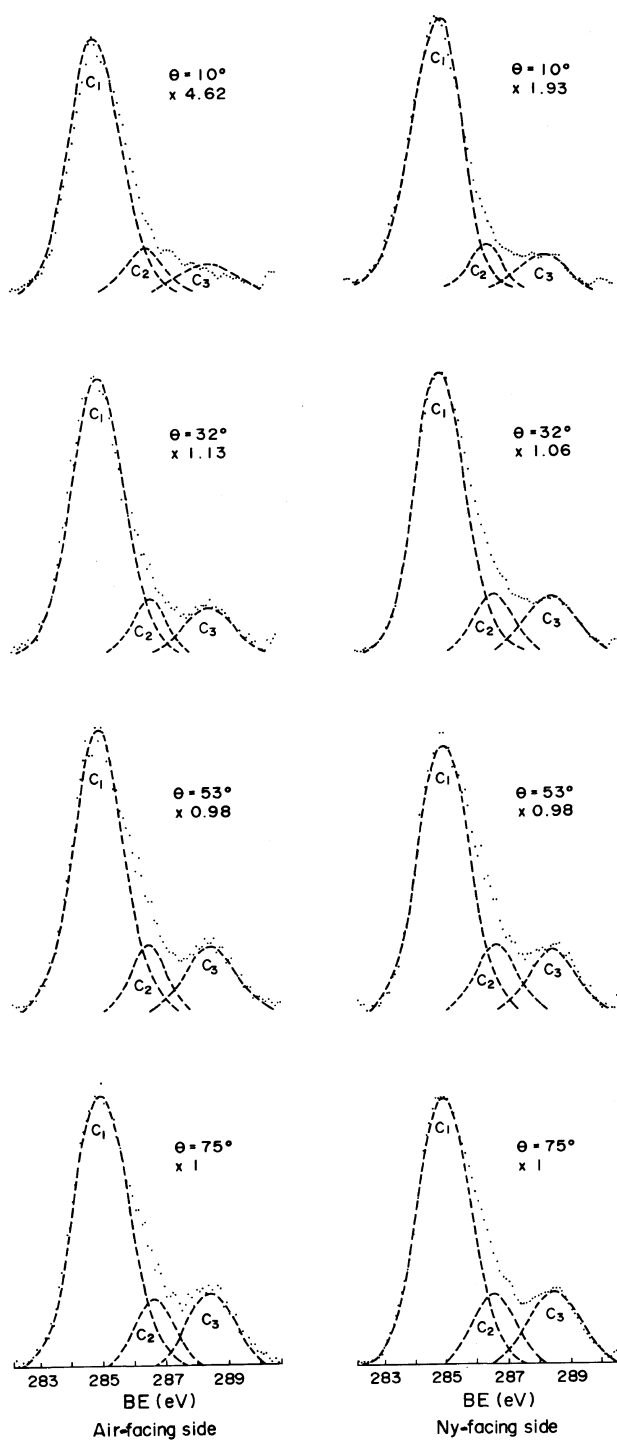 θ = 10°
x 4.62
C1
C2
C3
θ = 10°
x 1.93
C1
C2
C3
θ = 32°
x 1.13
C1
C2
C3
θ = 32°
x 1.06
C1
C2
C3
θ = 53°
x 0.98
C1
C2
C3
θ = 53°
x 0.98
C1
C2
C3
θ = 75°
x 1
C1
C2
C3
θ = 75°
x 1
C1
C2
C3
283 285 287 289
BE (eV)
Air-facing side
283 285 287 289
BE (eV)
Ny-facing side